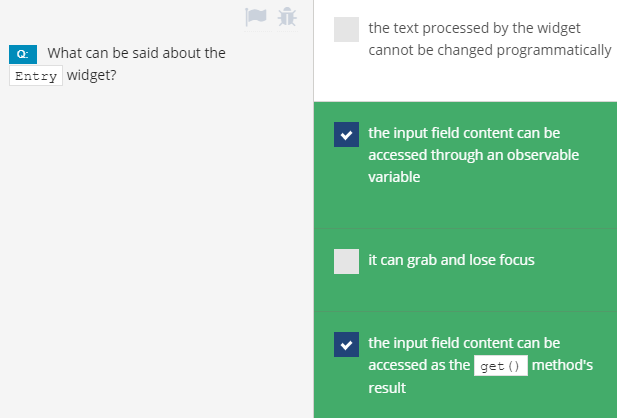 Q: What can be said about the
Entry widget?
the text processed by the widget
cannot be changed programmatically
the input field content can be
accessed through an observable
variable
it can grab and lose focus
the input field content can be
accessed as the get() method's
result